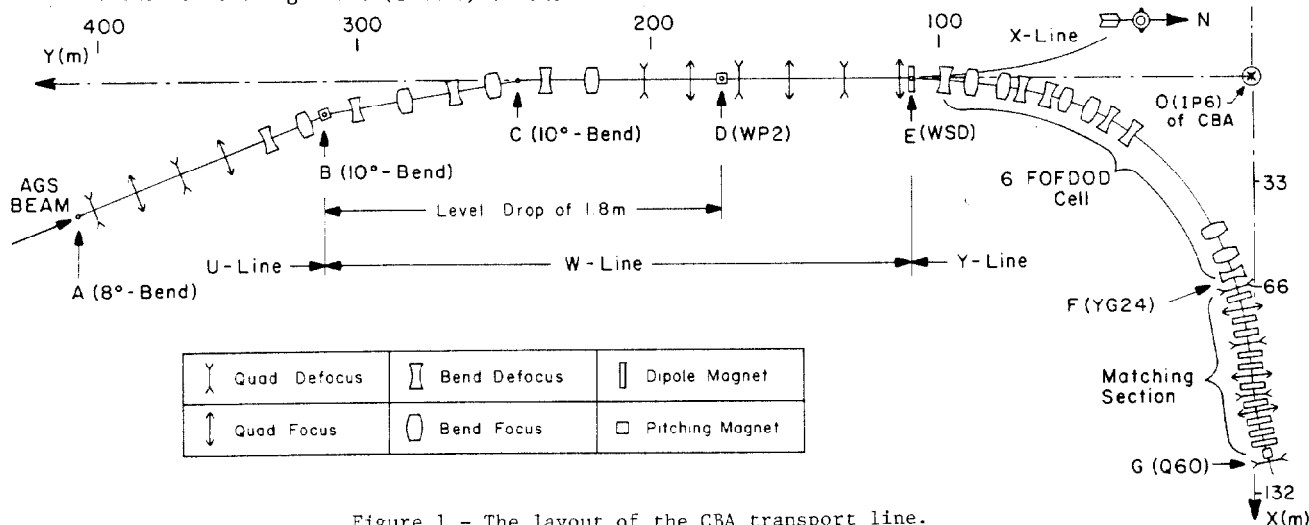 400
300
200
100
Y(m)
X-Line
N
O(IP6)
of CBA
C (10°-Bend)
D (WP2)
E (WSD)
B (10°-Bend)
6 FOFDOD
Cell
33
AGS
BEAM
Level Drop of 1.8m
U-Line
W-Line
Y-Line
A (8°-Bend)
66
F (YG24)
Quad Defocus
Bend Defocus
Dipole Magnet
Quad Focus
Bend Focus
Pitching Magnet
Matching
Section
G (Q60)
132
X(m)
Figure 1 - The layout of the CBA transport line.